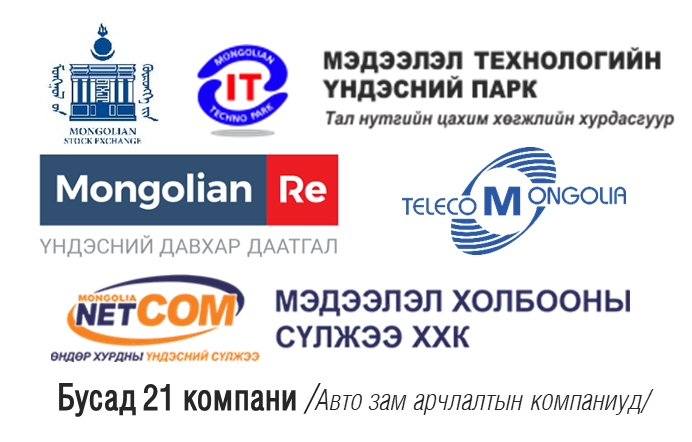 MONGOLIAN
STOCK EXCHANGE
MONGOLIAN
IT
TECHNO PARK
МЭДЭЭЛЭЛ ТЕХНОЛОГИЙН
ҮНДЭСНИЙ ПАРК
Тал нутгийн цахим хөгжлийн хурдасгуур
Mongolian Re
ҮНДЭСНИЙ ДАВХАР ДААТГАЛ
TELECOM MONGOLIA
MONGOLIA
NETCOM
ӨНДӨР ХУРДНЫ ҮНДЭСНИЙ СҮЛЖЭЭ
МЭДЭЭЛЭЛ ХОЛБООНЫ
СҮЛЖЭЭ ХХК
Бусад 21 компани /Авто зам арчлалтын компаниуд/